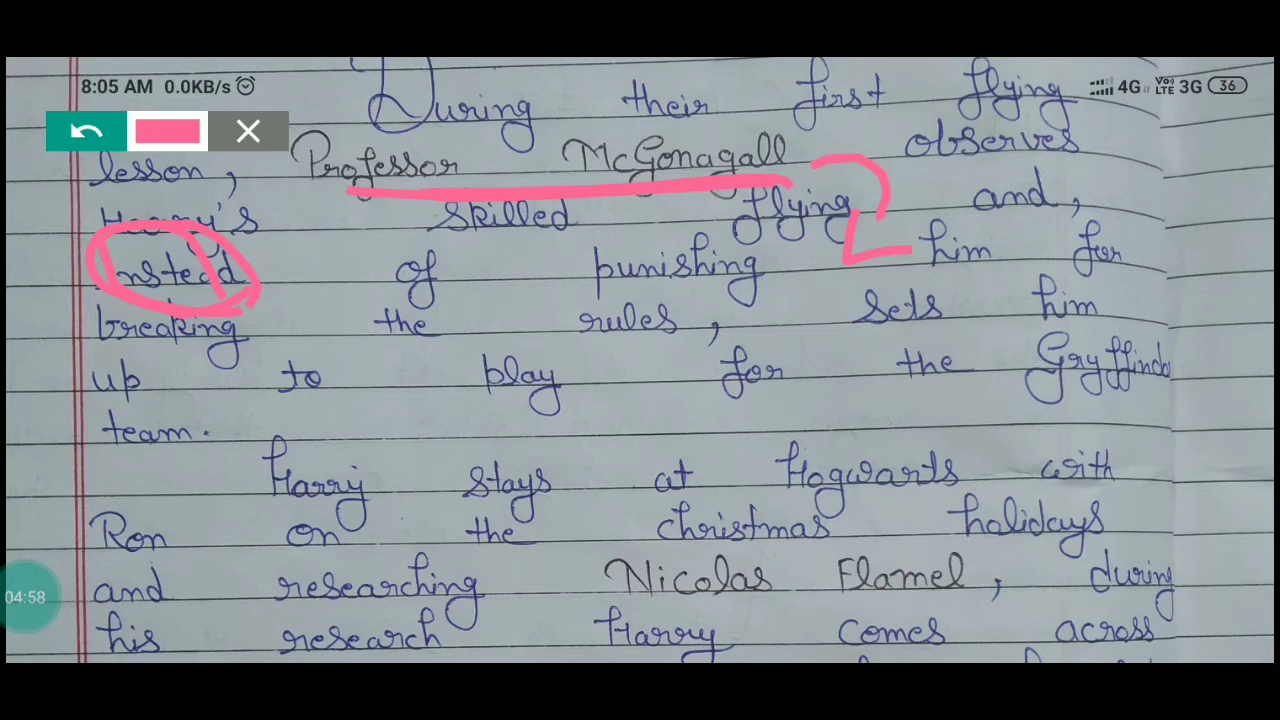 During their first flying
8:05 AM 0.0KB/s 4G VoLTE 3G 36
lesson, Professor McGonagall observes
Harry's skilled flying and,
instead of punishing him for
breaking the rules, sets him
up to play for the Gryffindo
team.
Harry stays at Hogwarts with
Ron on the christmas halidays
04:58
and researching Nicolas Flamel, during
his research Harry comes across